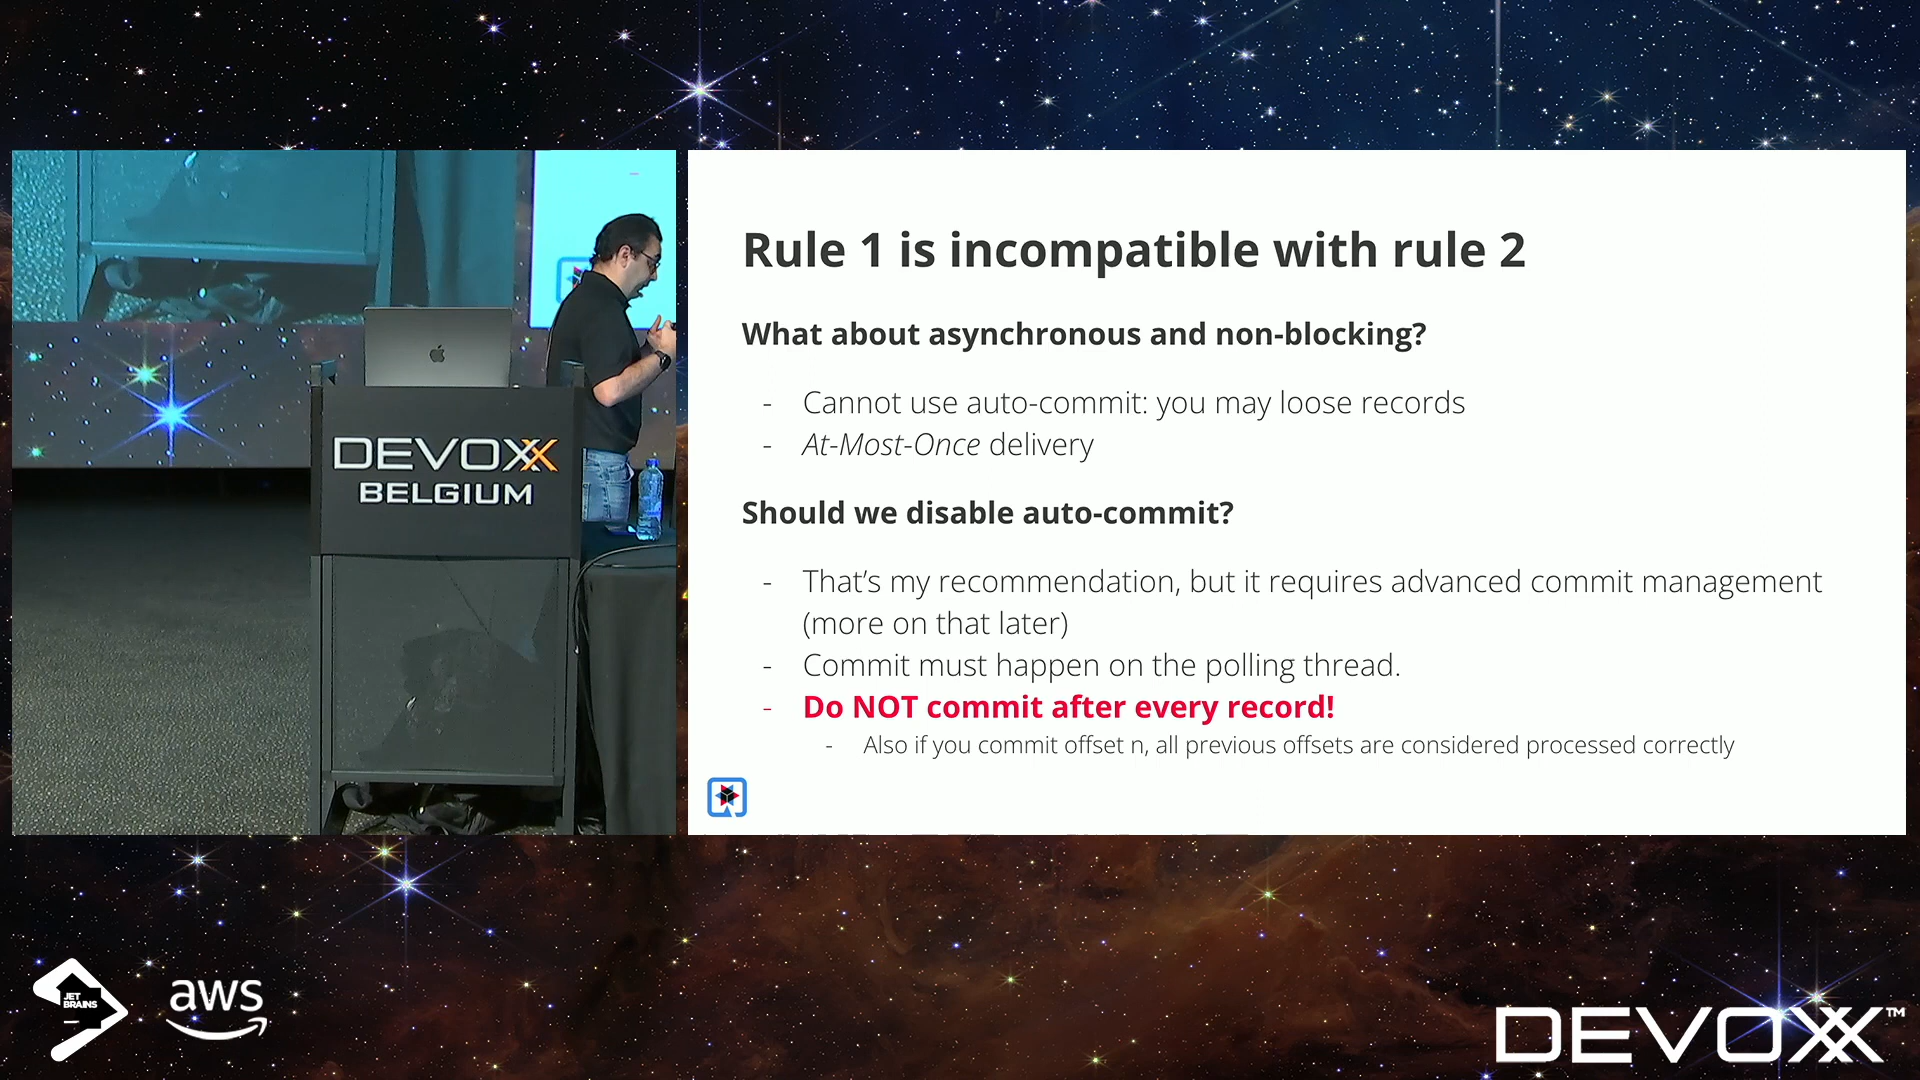 Rule 1 is incompatible with rule 2
What about asynchronous and non-blocking?
- Cannot use auto-commit: you may loose records
- At-Most-Once delivery
Should we disable auto-commit?
- That's my recommendation, but it requires advanced commit management
(more on that later)
- Commit must happen on the polling thread.
- Do NOT commit after every record!
- Also if you commit offset n, all previous offsets are considered processed correctly
DEVOXX
BELGIUM
JET
BRAINS
aws
DEVOXX™